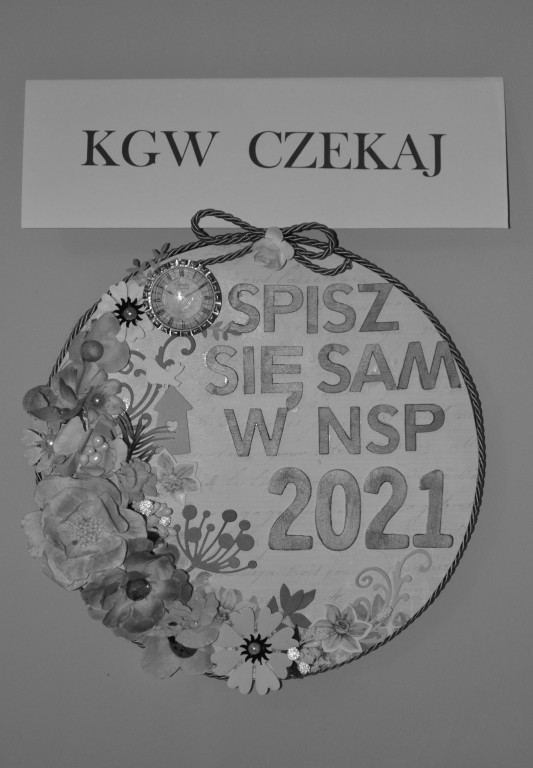 KGW CZEKAJ
SPISZ
SIĘ SAM
W NSP
2021